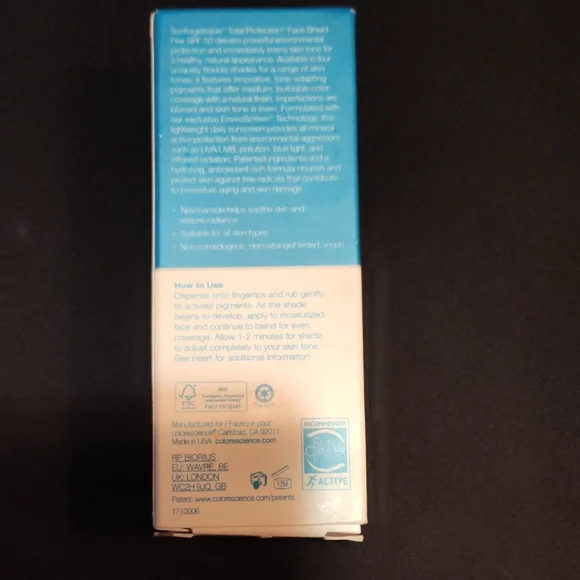 Sunforgettable® Total Protection® Face Shield
Flex SPF 50 delivers powerful environmental
protection and immediately evens skin tone for
a healthy, natural appearance. Available in four
uniquely flexible shades for a range of skin
tones, it features innovative, tone-adapting
pigments that offer medium, buildable color
coverage with a natural finish. Imperfections are
blurred and skin tone is even. Formulated with
our exclusive EnviroScreen® Technology, this
lightweight daily sunscreen provides all-mineral
active protection from environmental aggressors
such as UVA/UVB, pollution, blue light, and
infrared radiation. Patented ingredients and a
hydrating, antioxidant-rich formula nourish and
protect skin against free radicals that contribute
to premature aging and skin damage.
• Niacinamide helps soothe skin and
restore radiance
• Suitable for all skin types
• Non-comedogenic, dermatologist tested, vegan
How to Use
Dispense onto fingertips and rub gently
to activate pigments. As the shade
begins to develop, apply to moisturized
face and continue to blend for even
coverage. Allow 1-2 minutes for shade
to adjust completely to your skin tone.
See insert for additional information.
FSC
MIX
Packaging | Supporting
responsible forestry
Manufactured for / Fabriqué pour
colorescience® Carlsbad, CA 92011
Made in USA colorescience.com
RP BIORIUS
EU: WAVRE, BE
UK: LONDON
WC2H 9JQ, GB
Patent: www.colorescience.com/patents
1710006
RECOMMENDED
SKIN
CANCER
ACTIVE